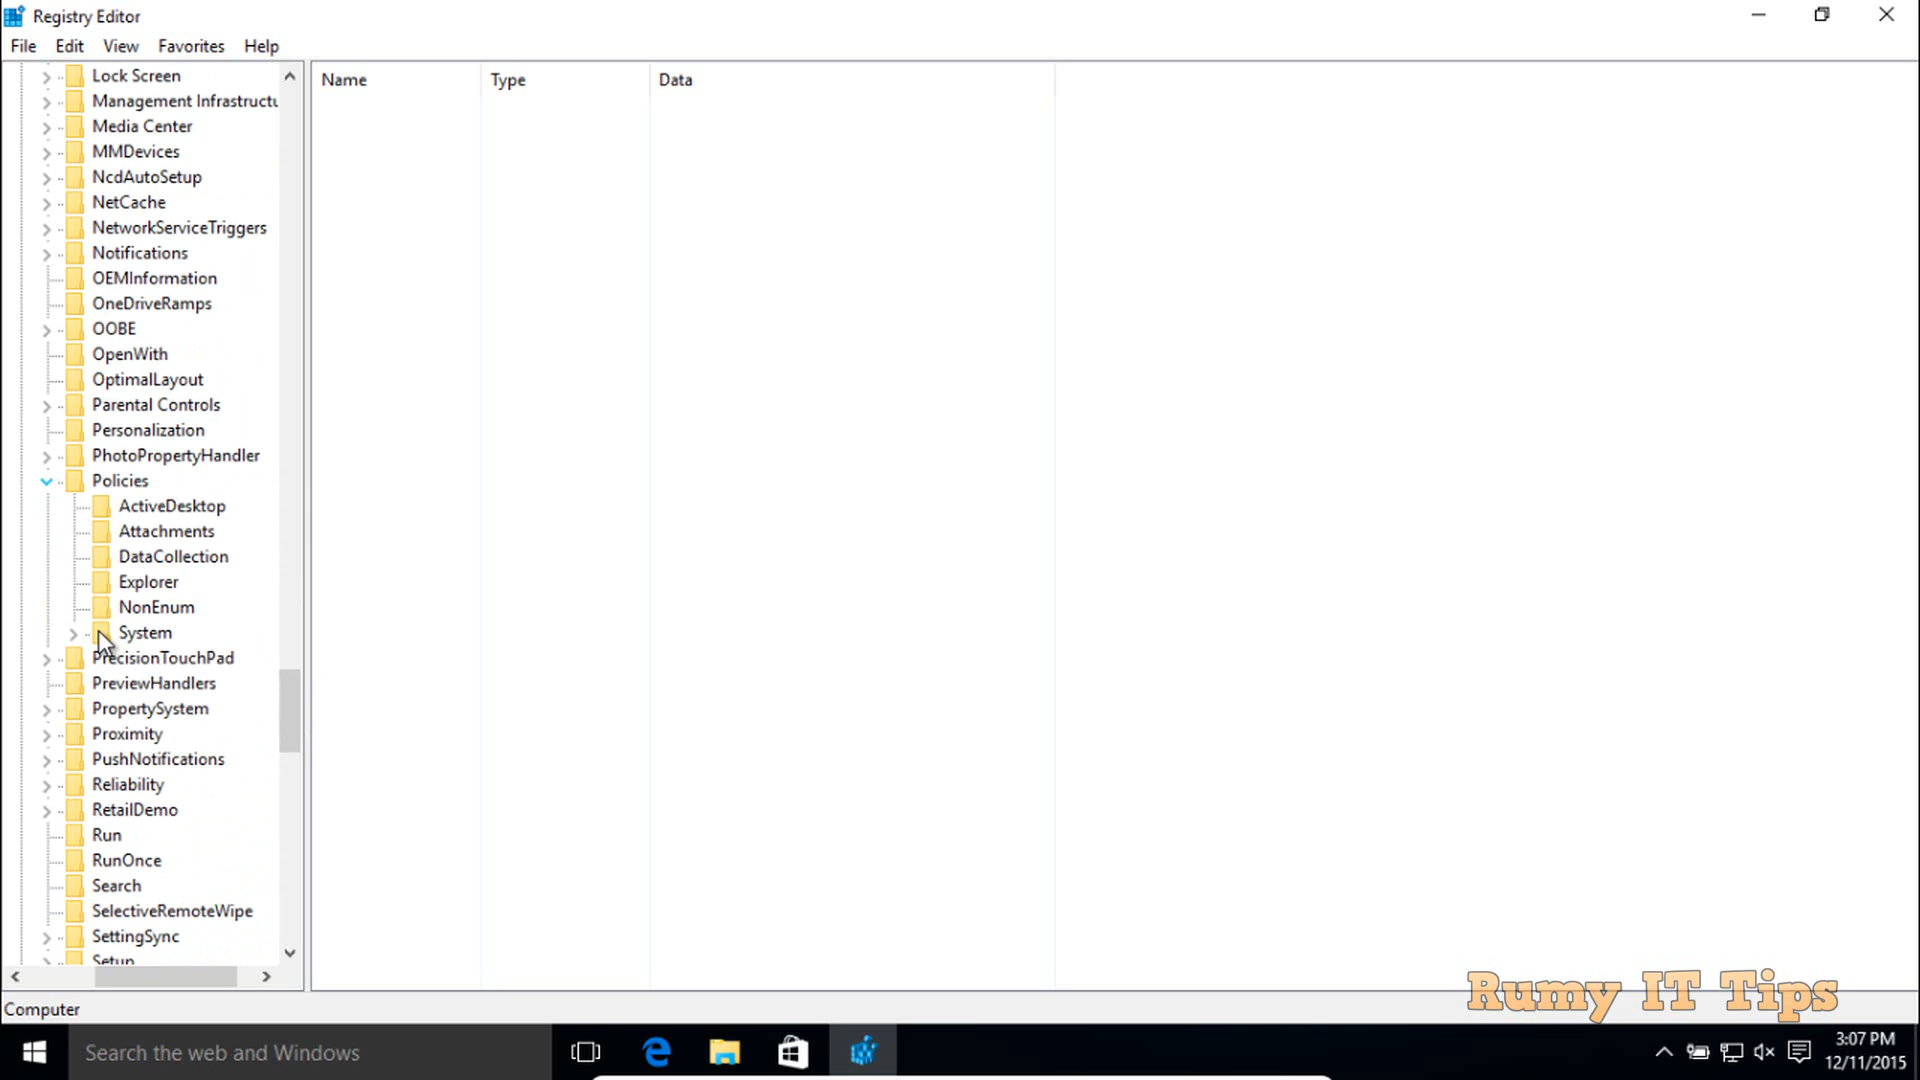 Registry Editor
File Edit View Favorites Help
Name Type Data
Lock Screen
Management Infrastructu
Media Center
MMDevices
NcdAutoSetup
NetCache
NetworkServiceTriggers
Notifications
OEMInformation
OneDriveRamps
OOBE
OpenWith
OptimalLayout
Parental Controls
Personalization
PhotoPropertyHandler
Policies
ActiveDesktop
Attachments
DataCollection
Explorer
NonEnum
System
PrecisionTouchPad
PreviewHandlers
PropertySystem
Proximity
PushNotifications
Reliability
RetailDemo
Run
RunOnce
Search
SelectiveRemoteWipe
SettingSync
Setup
Computer
Rumy IT Tips
Search the web and Windows
3:07 PM
12/11/2015